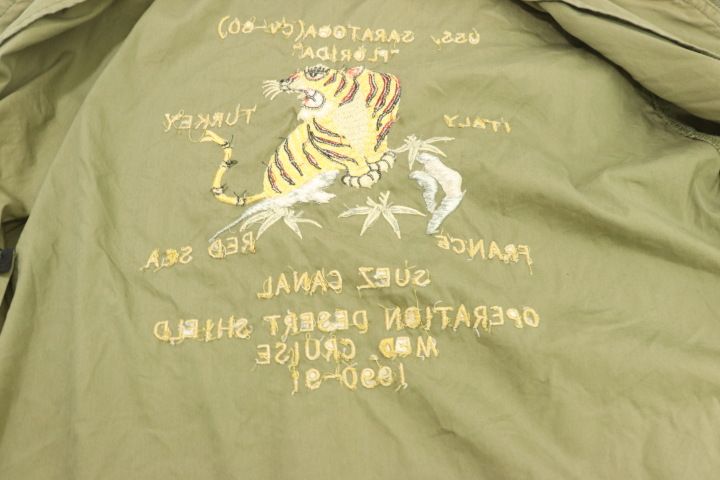 USS. SARATOGA(CV-60)
"FLORIDA"
ITALY TURKEY
FRANCE RED SEA
SUEZ CANAL
OPERATION DESERT SHIELD
MED. CRUISE
1990-91